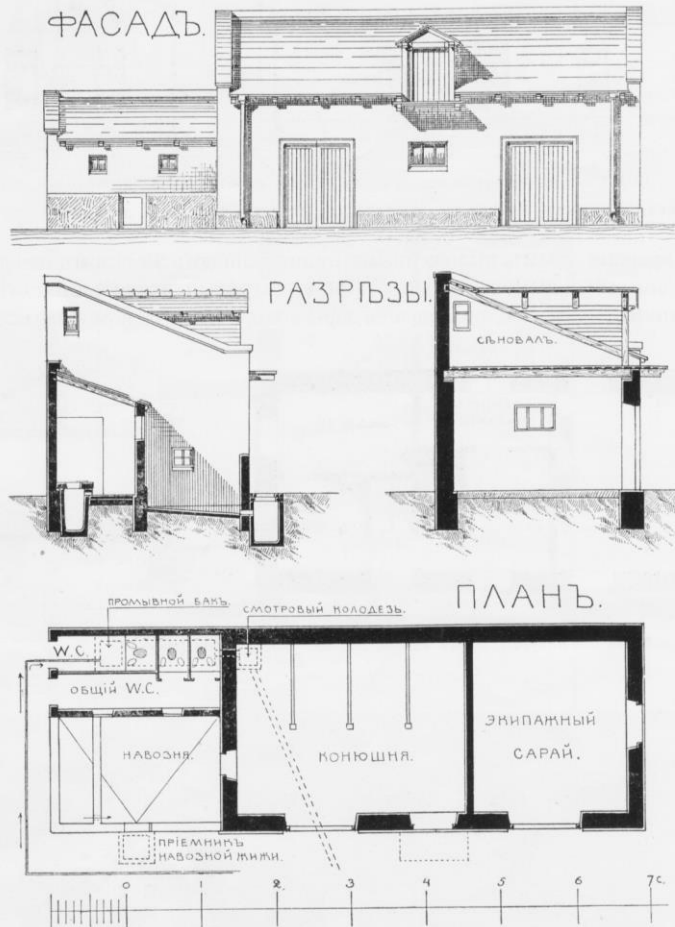 ФАСАДЪ.
РАЗРѢЗЫ.
СѢНОВАЛЪ.
ПЛАНЪ.
ПРОМЫВНОЙ БАКЪ.
СМОТРОВЫЙ КОЛОДЕЗЬ.
W.C.
ОБЩІЙ W.C.
НАВОЗНЯ.
КОНЮШНЯ.
ЭКИПАЖНЫЙ
САРАЙ.
ПРІЕМНИКЪ
НАВОЗНОЙ ЖИЖИ.
0 1 2. 3 4 5 6 7 С.